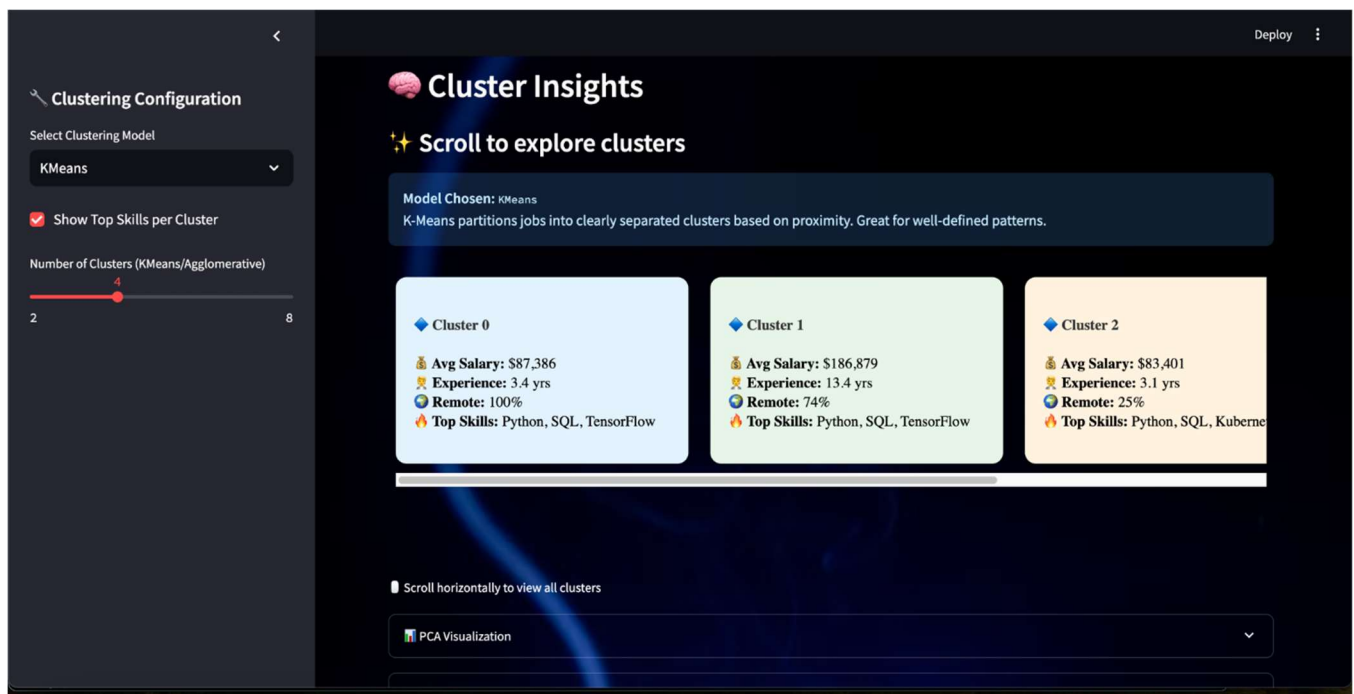 Deploy
Clustering Configuration
Select Clustering Model
KMeans
Show Top Skills per Cluster
Number of Clusters (KMeans/Agglomerative)
4
2
8
Cluster Insights
Scroll to explore clusters
Model Chosen: KMeans
K-Means partitions jobs into clearly separated clusters based on proximity. Great for well-defined patterns.
Cluster 0
Avg Salary: $87,386
Experience: 3.4 yrs
Remote: 100%
Top Skills: Python, SQL, TensorFlow
Cluster 1
Avg Salary: $186,879
Experience: 13.4 yrs
Remote: 74%
Top Skills: Python, SQL, TensorFlow
Cluster 2
Avg Salary: $83,401
Experience: 3.1 yrs
Remote: 25%
Top Skills: Python, SQL, Kuberne
Scroll horizontally to view all clusters
PCA Visualization